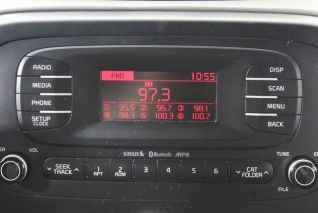 RADIO
MEDIA
PHONE
SETUP
CLOCK
FM1 10:55
97.3
1 95.5 2 96.7 3 98.1
4 98.3 5 100.3 6 100.7
DISP
SCAN
MENU
BACK
VOL
TUNE
FILE
SIRIUS Bluetooth MP3
SEEK
TRACK
1 RPT
2 RDM
3
4
5
6
CAT
FOLDER